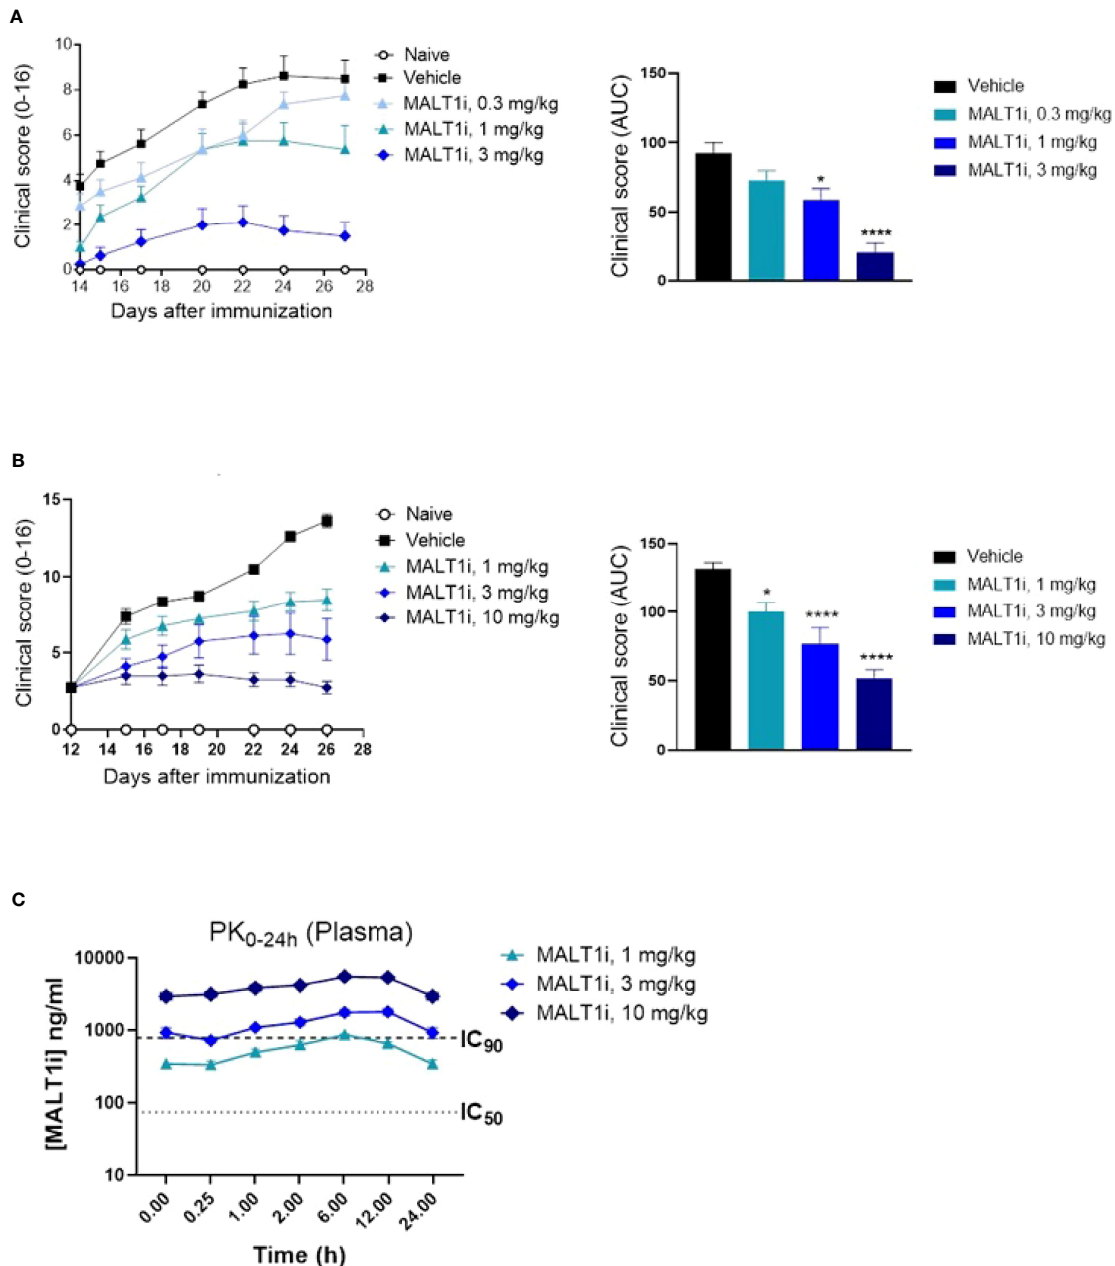 A
Clinical score (0-16)
10
8
6
4
2
0
14 16 18 20 22 24 26 28
Days after immunization
Naive
Vehicle
MALT1i, 0.3 mg/kg
MALT1i, 1 mg/kg
MALT1i, 3 mg/kg
Clinical score (AUC)
150
100
50
0
*
****
Vehicle
MALT1i, 0.3 mg/kg
MALT1i, 1 mg/kg
MALT1i, 3 mg/kg
B
Clinical score (0-16)
15
10
5
0
12 14 16 18 20 22 24 26 28
Days after immunization
Naive
Vehicle
MALT1i, 1 mg/kg
MALT1i, 3 mg/kg
MALT1i, 10 mg/kg
Clinical score (AUC)
150
100
50
0
*
****
****
Vehicle
MALT1i, 1 mg/kg
MALT1i, 3 mg/kg
MALT1i, 10 mg/kg
C
PK0-24h (Plasma)
[MALT1i] ng/ml
10000
1000
100
10
IC90
IC50
0.00 0.25 1.00 2.00 6.00 12.00 24.00
Time (h)
MALT1i, 1 mg/kg
MALT1i, 3 mg/kg
MALT1i, 10 mg/kg